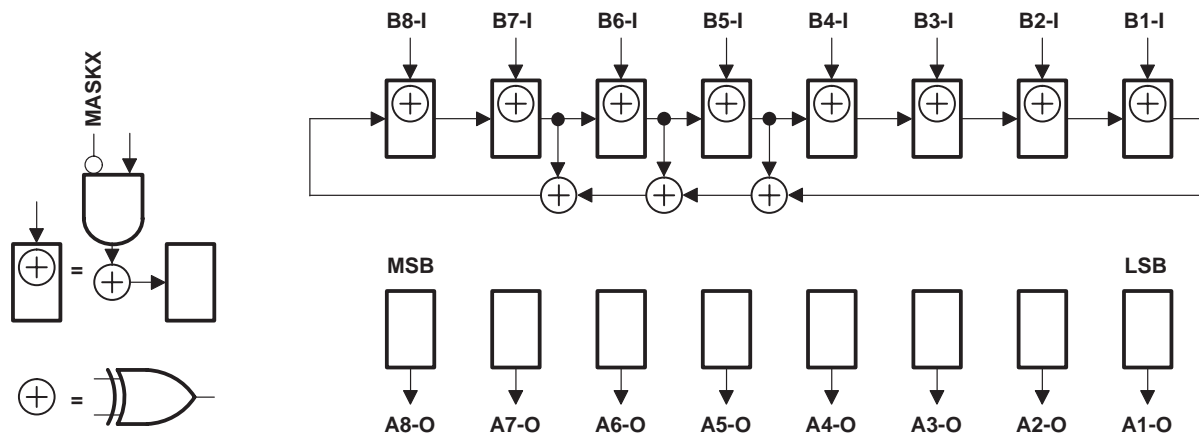 B8-I B7-I B6-I B5-I B4-I B3-I B2-I B1-I
MASKX
=
MSB LSB
=
A8-O A7-O A6-O A5-O A4-O A3-O A2-O A1-O